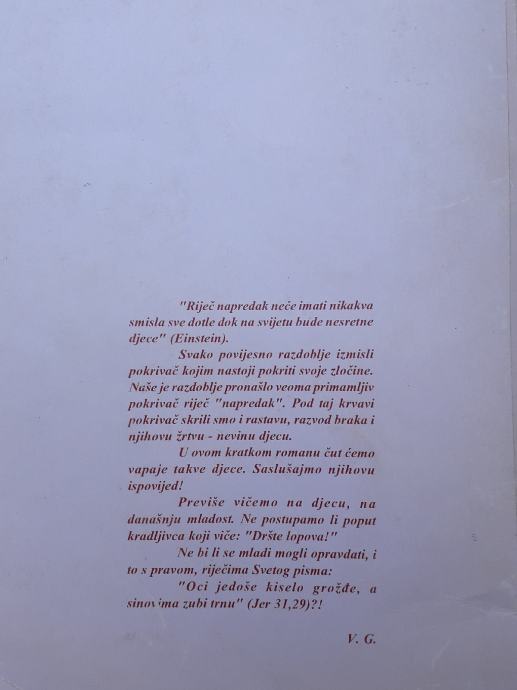 "Riječ napredak neće imati nikakva
smisla sve dotle dok na svijetu bude nesretne
djece" (Einstein).
Svako povijesno razdoblje izmisli
pokrivač kojim nastoji pokriti svoje zločine.
Naše je razdoblje pronašlo veoma primamljiv
pokrivač riječ "napredak". Pod taj krvavi
pokrivač skrili smo i rastavu, razvod braka i
njihovu žrtvu - nevinu djecu.
U ovom kratkom romanu čut ćemo
vapaje takve djece. Saslušajmo njihovu
ispovijed!
Previše vičemo na djecu, na
današnju mladost. Ne postupamo li poput
kradljivca koji viče: "Dršte lopova!"
Ne bi li se mladi mogli opravdati, i
to s pravom, riječima Svetog pisma:
"Oci jedoše kiselo grožđe, a
sinovima zubi trnu" (Jer 31,29)?!
V. G.